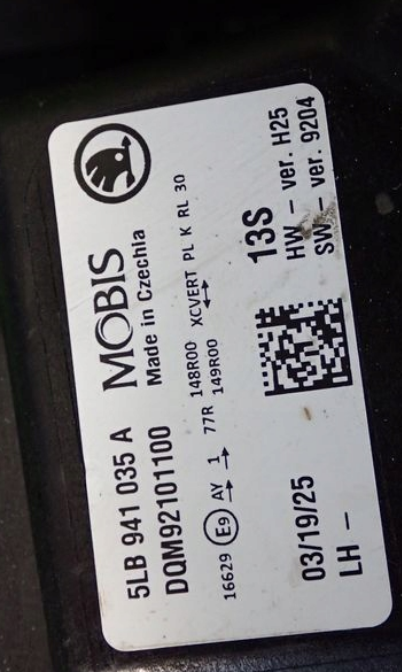 5LB 941 035 A
DQM92101100
MOBIS
Made in Czechla
16629 E9 AY 1 77R 148R00 XCVERT PL K RL 30
149R00
03/19/25
LH –
13S
HW – ver. H25
SW – ver. 9204